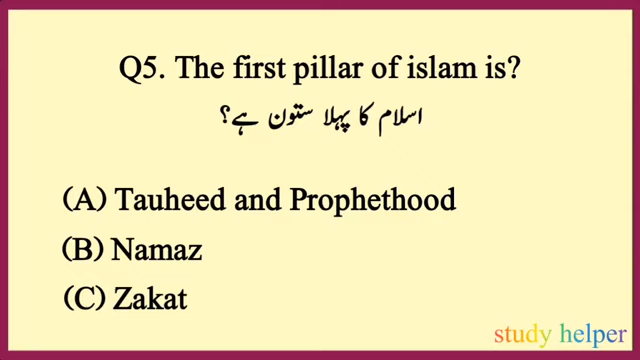 Q5. The first pillar of islam is?
اسلام کا پہلا ستون ہے؟
(A) Tauheed and Prophethood
(B) Namaz
(C) Zakat
study helper